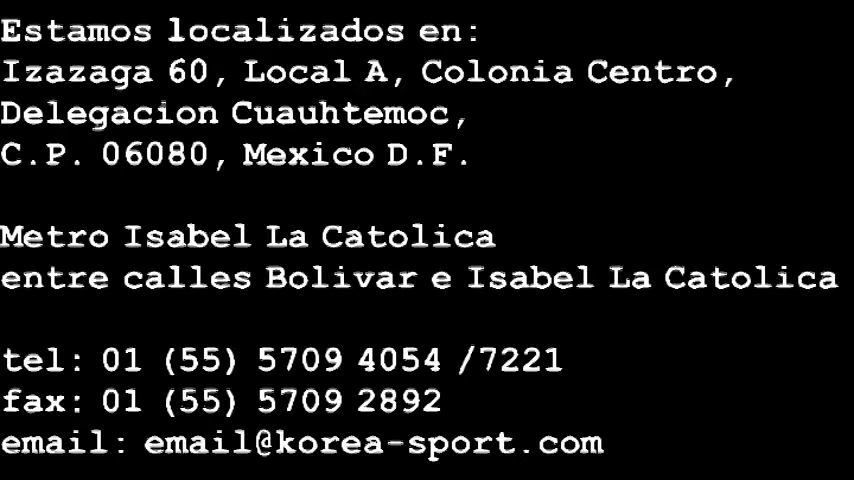 Estamos localizados en:
Izazaga 60, Local A, Colonia Centro,
Delegacion Cuauhtemoc,
C.P. 06080, Mexico D.F.
Metro Isabel La Catolica
entre calles Bolivar e Isabel La Catolica
tel: 01 (55) 5709 4054 /7221
fax: 01 (55) 5709 2892
email: email@korea-sport.com